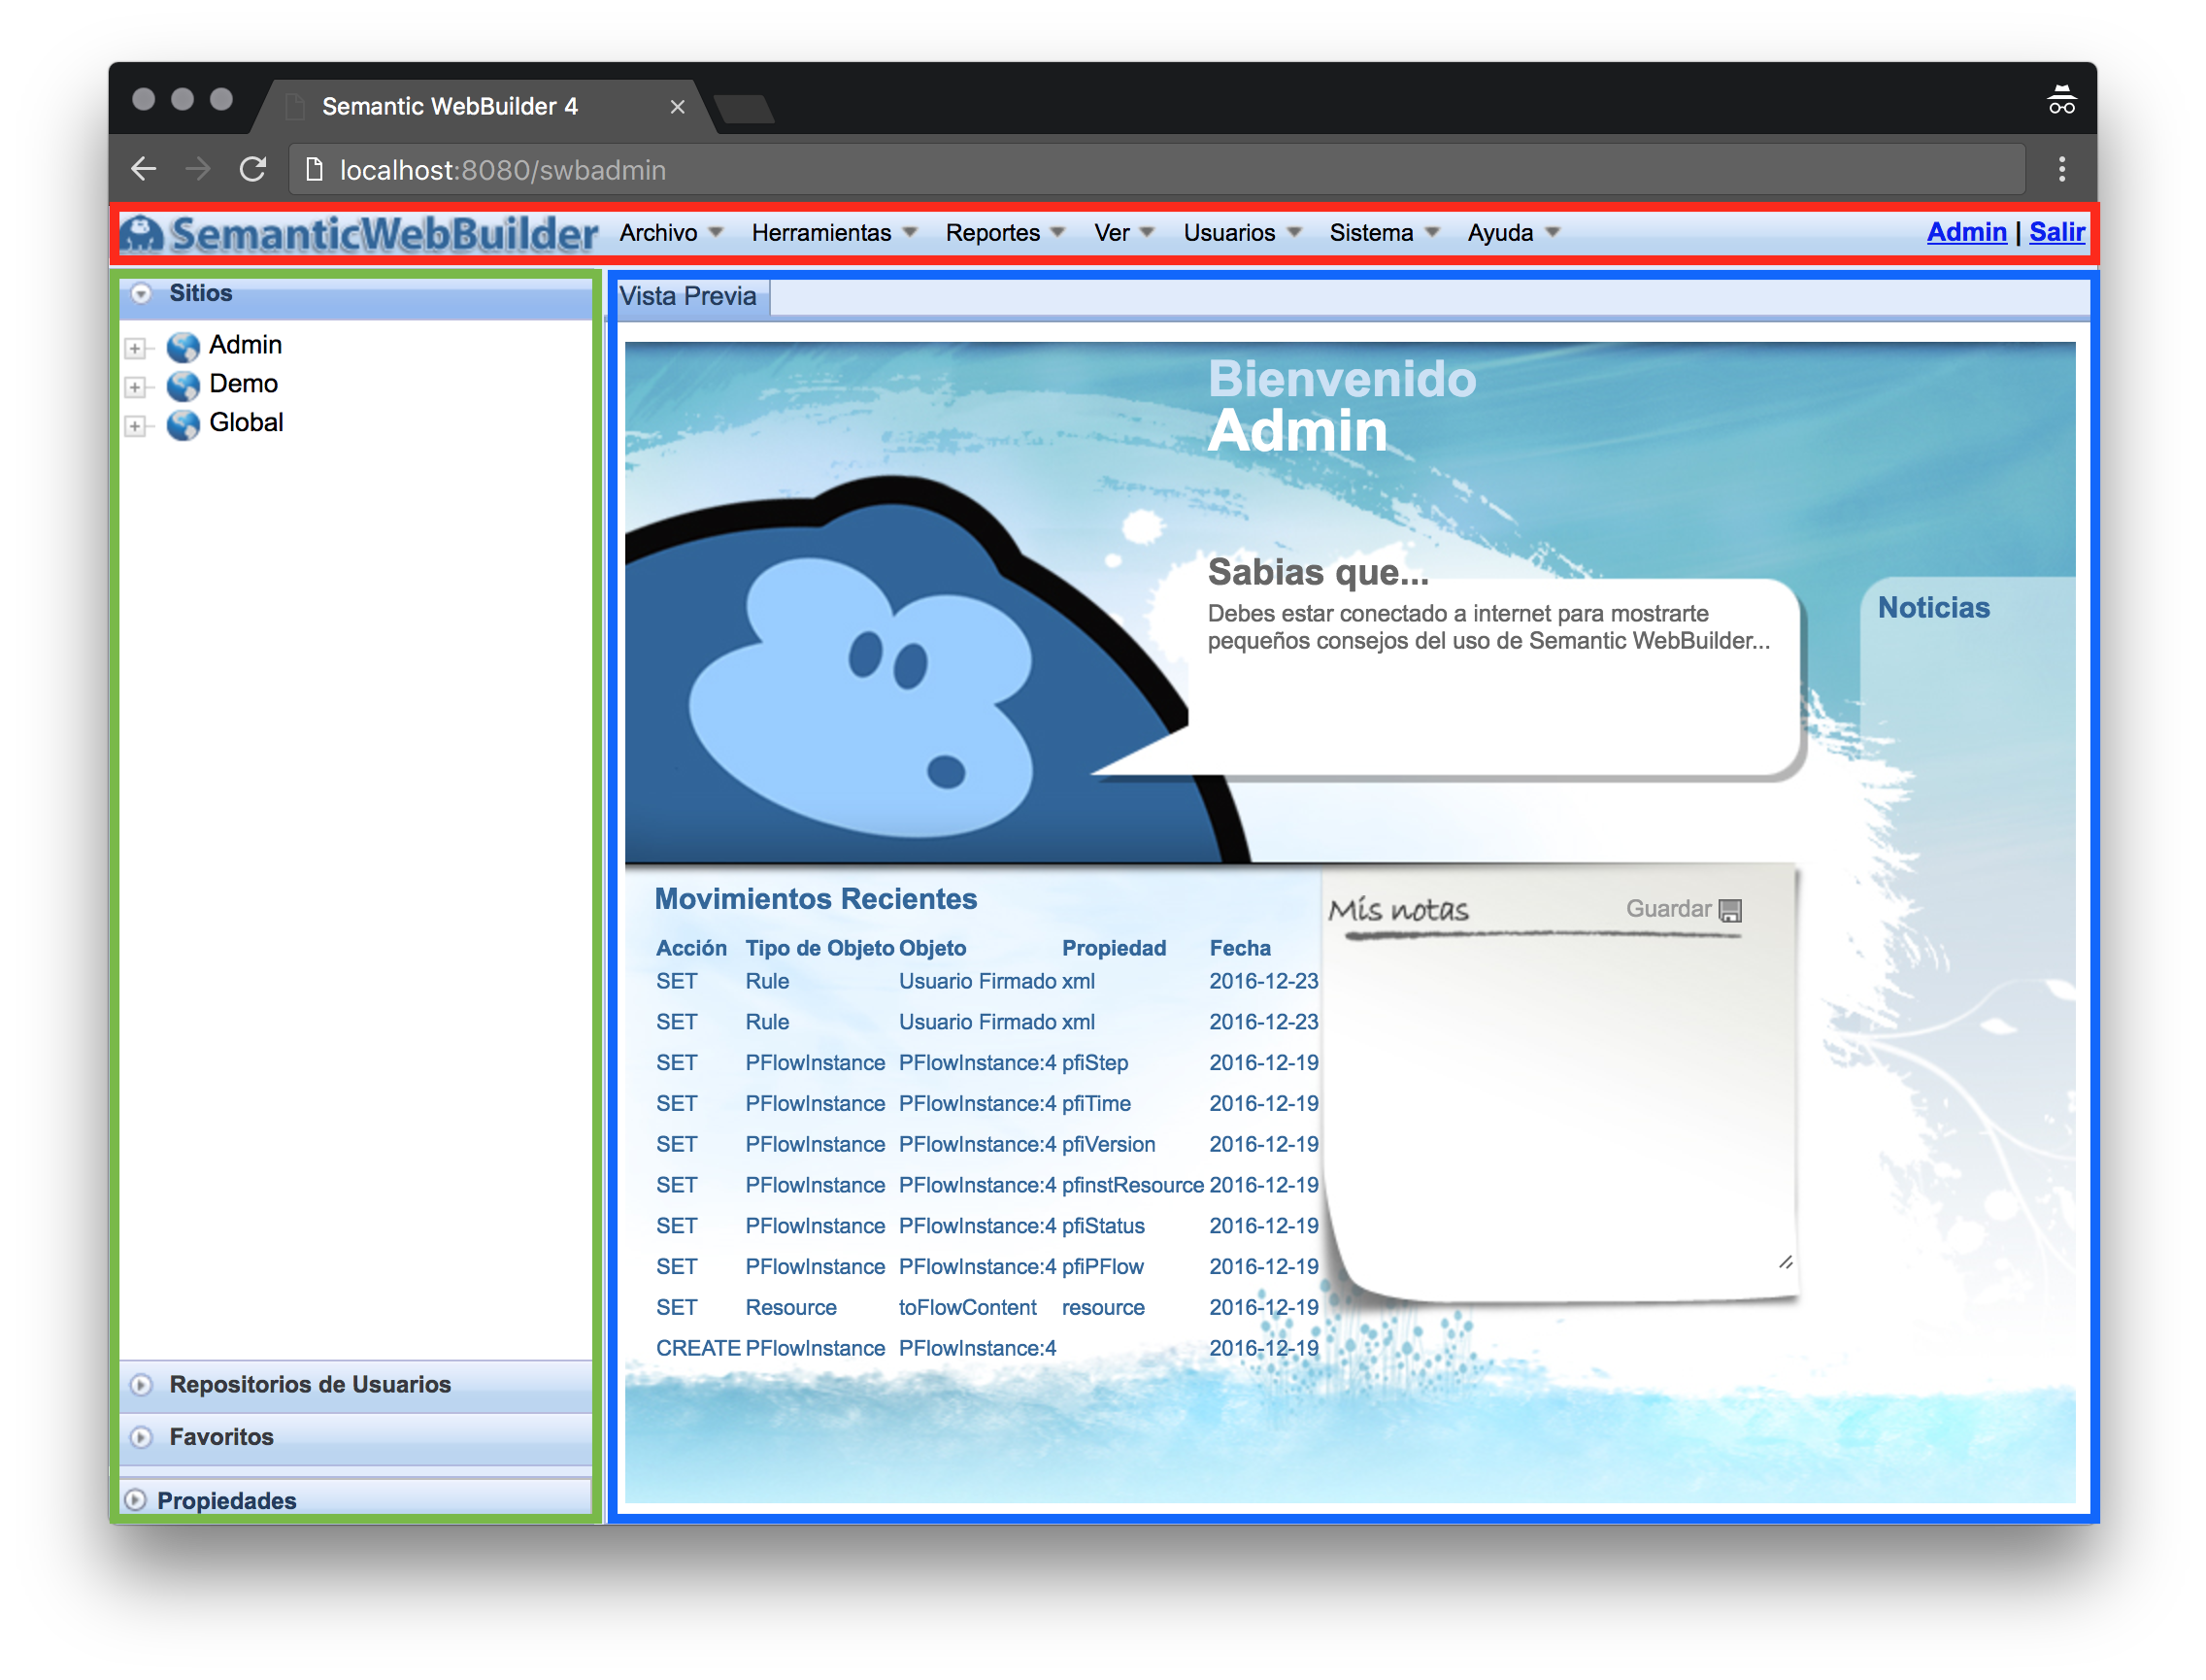 Semantic WebBuilder 4
localhost:8080/swbadmin
SemanticWebBuilder Archivo Herramientas Reportes Ver Usuarios Sistema Ayuda Admin | Salir
Sitios
Admin
Demo
Global
Repositorios de Usuarios
Favoritos
Propiedades
Vista Previa
Bienvenido
Admin
Sabias que...
Debes estar conectado a internet para mostrarte
pequeños consejos del uso de Semantic WebBuilder...
Noticias
Movimientos Recientes
Acción Tipo de Objeto Objeto Propiedad Fecha
SET Rule Usuario Firmado xml 2016-12-23
SET Rule Usuario Firmado xml 2016-12-23
SET PFlowInstance PFlowInstance:4 pfiStep 2016-12-19
SET PFlowInstance PFlowInstance:4 pfiTime 2016-12-19
SET PFlowInstance PFlowInstance:4 pfiVersion 2016-12-19
SET PFlowInstance PFlowInstance:4 pfinstResource 2016-12-19
SET PFlowInstance PFlowInstance:4 pfiStatus 2016-12-19
SET PFlowInstance PFlowInstance:4 pfiPFlow 2016-12-19
SET Resource toFlowContent resource 2016-12-19
CREATE PFlowInstance PFlowInstance:4 2016-12-19
Mis notas Guardar